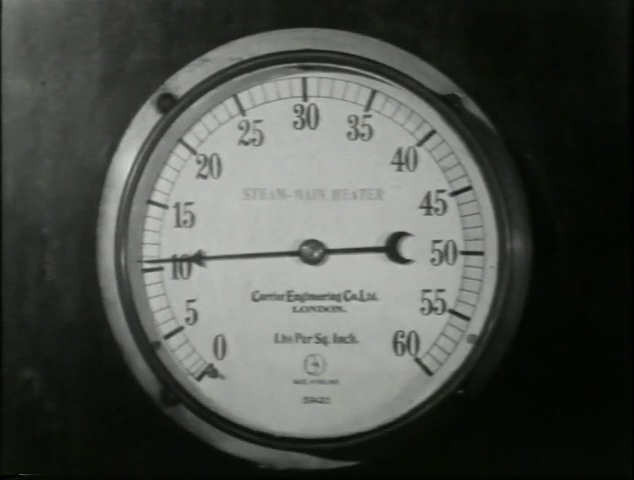 30
25 35
20 40
STEAM-MAIN HEATER
15 45
10 50
Carrier Engineering Co. Ltd.
LONDON.
5 55
Lbs Per Sq. Inch.
0 60